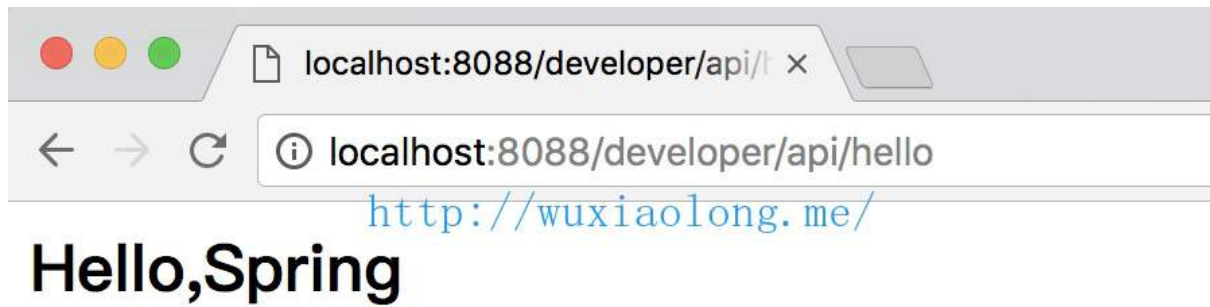 localhost:8088/developer/api/h
localhost:8088/developer/api/hello
http://wuxiaolong.me/
Hello,Spring